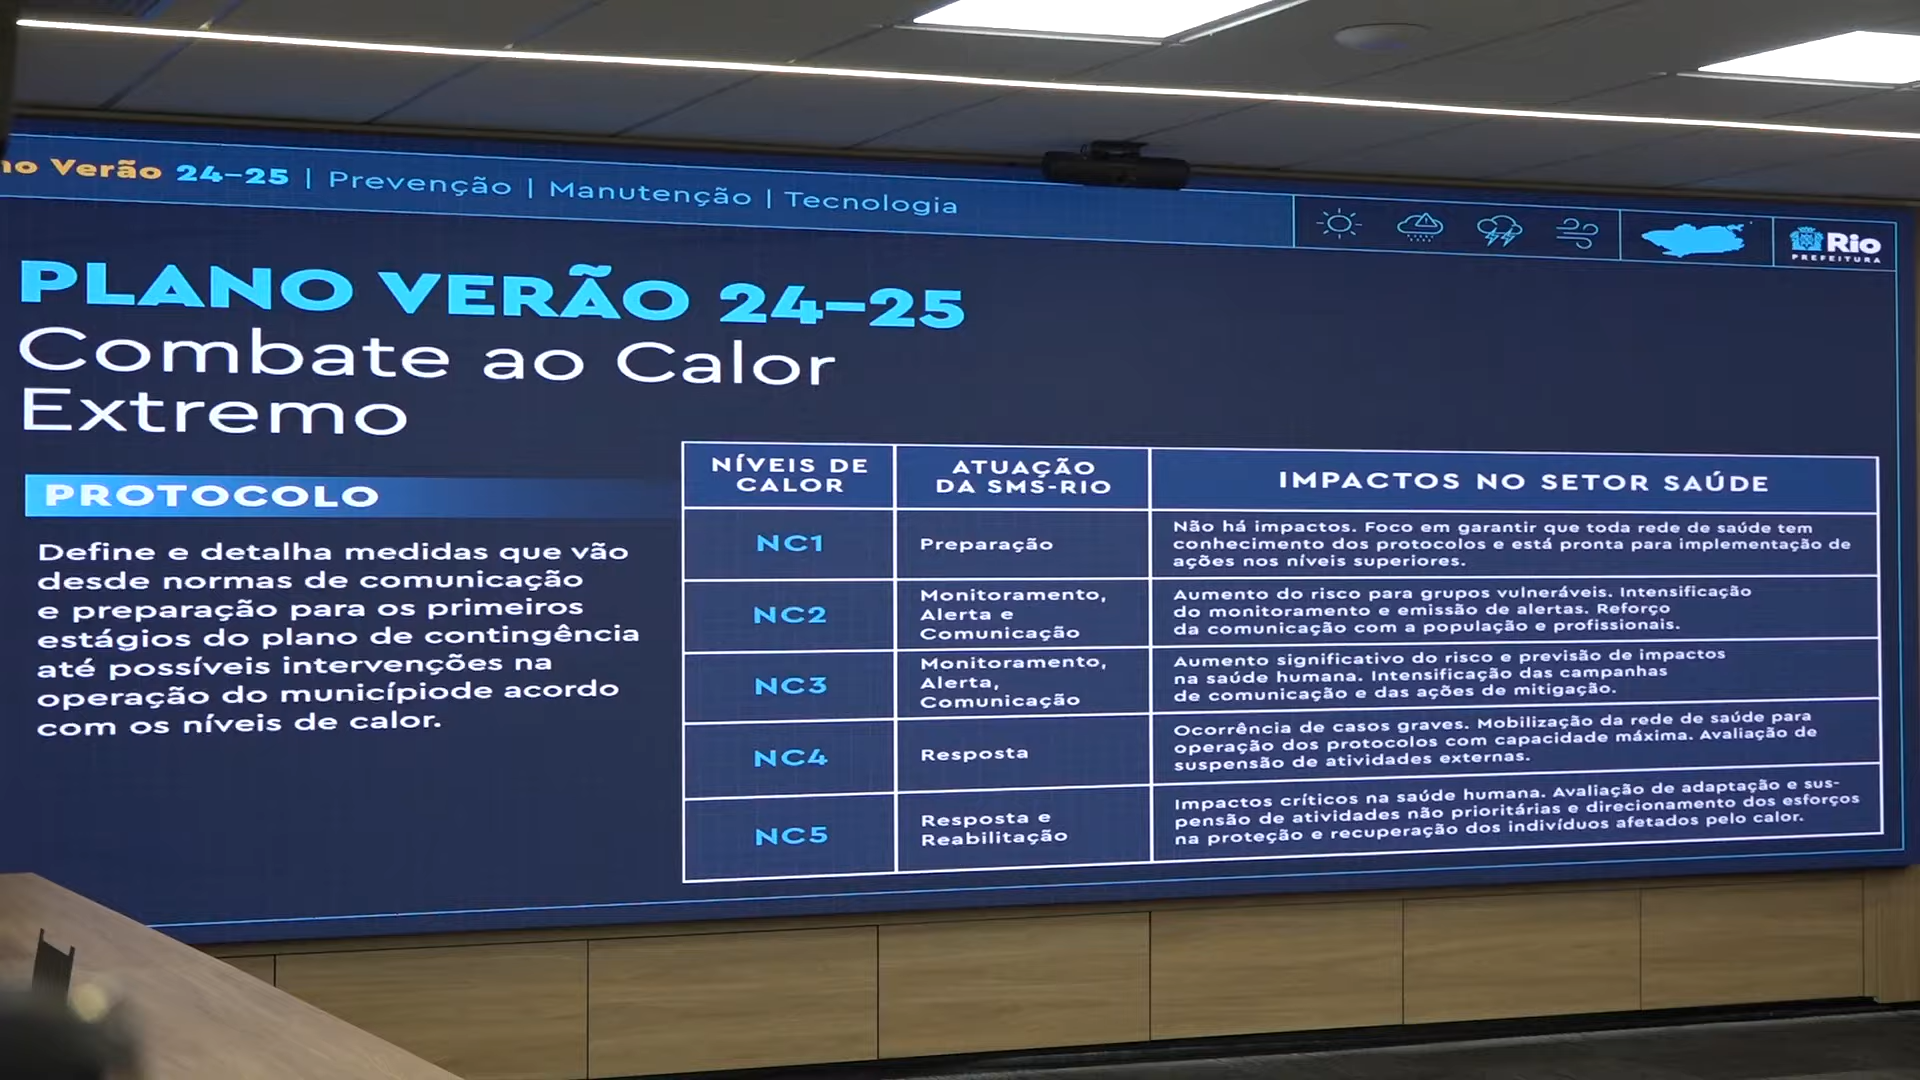 Verão 24–25 | Prevenção | Manutenção | Tecnologia
Rio
PREFEITURA
PLANO VERÃO 24–25
Combate ao Calor
Extremo
PROTOCOLO
Define e detalha medidas que vão
desde normas de comunicação
e preparação para os primeiros
estágios do plano de contingência
até possíveis intervenções na
operação do municípiode acordo
com os níveis de calor.
NÍVEIS DE
CALOR
ATUAÇÃO
DA SMS-RIO
IMPACTOS NO SETOR SAÚDE
NC1
Preparação
Não há impactos. Foco em garantir que toda rede de saúde tem
conhecimento dos protocolos e está pronta para implementação de
ações nos níveis superiores.
NC2
Monitoramento,
Alerta e
Comunicação
Aumento do risco para grupos vulneráveis. Intensificação
do monitoramento e emissão de alertas. Reforço
da comunicação com a população e profissionais.
NC3
Monitoramento,
Alerta,
Comunicação
Aumento significativo do risco e previsão de impactos
na saúde humana. Intensificação das campanhas
de comunicação e das ações de mitigação.
NC4
Resposta
Ocorrência de casos graves. Mobilização da rede de saúde para
operação dos protocolos com capacidade máxima. Avaliação de
suspensão de atividades externas.
NC5
Resposta e
Reabilitação
Impactos críticos na saúde humana. Avaliação de adaptação e sus-
pensão de atividades não prioritárias e direcionamento dos esforços
na proteção e recuperação dos indivíduos afetados pelo calor.